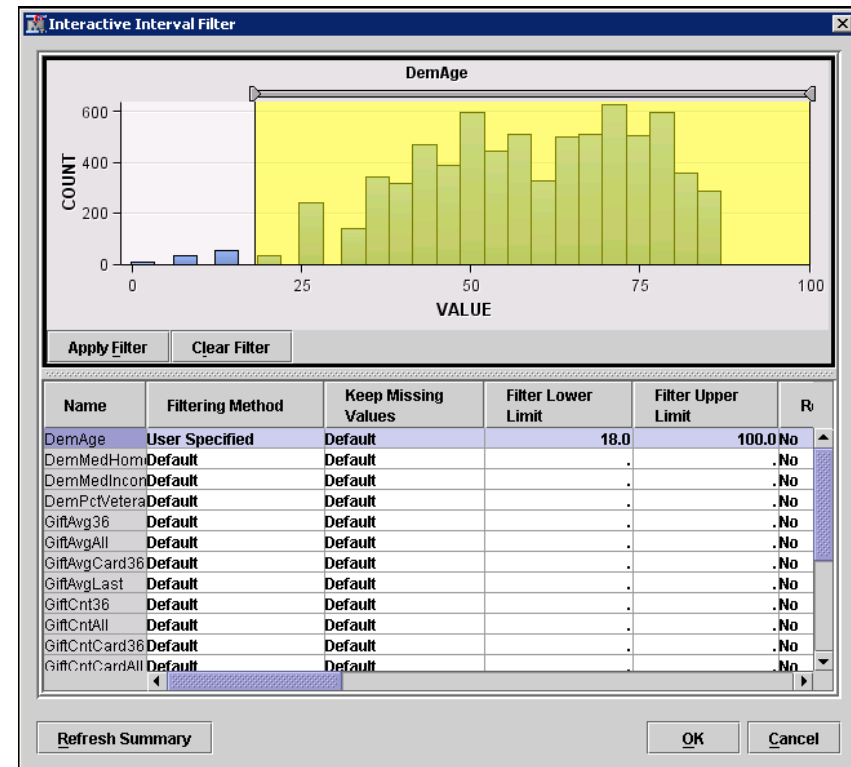 Interactive Interval Filter
DemAge
COUNT
600
400
200
0
0 25 50 75 100
VALUE
Apply Filter Clear Filter
Name Filtering Method Keep Missing Values Filter Lower Limit Filter Upper Limit R
DemAge User Specified Default 18.0 100.0 No
DemMedHom Default Default . . No
DemMedIncon Default Default . . No
DemPctVetera Default Default . . No
GiftAvg36 Default Default . . No
GiftAvgAll Default Default . . No
GiftAvgCard36 Default Default . . No
GiftAvgLast Default Default . . No
GiftCnt36 Default Default . . No
GiftCntAll Default Default . . No
GiftCntCard36 Default Default . . No
GiftCntCardAll Default Default . . No
Refresh Summary OK Cancel